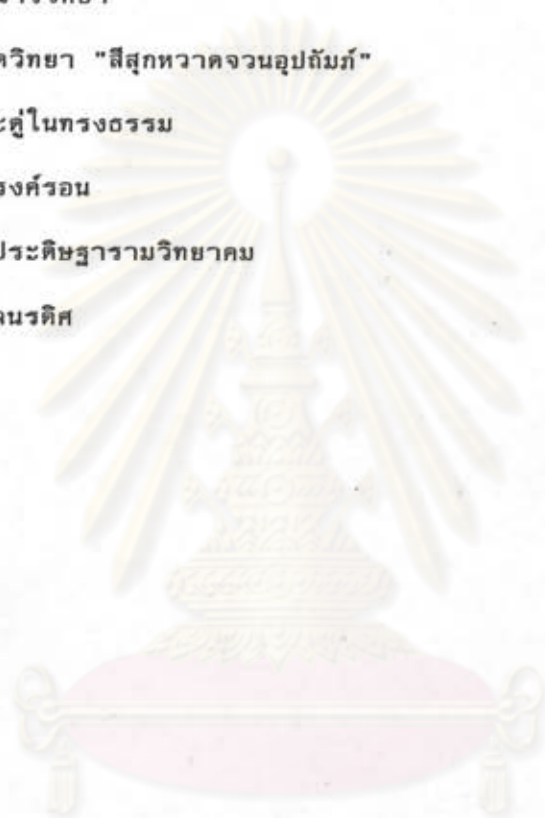 ควิทยา "สีสุกหวาดจวนอุปถัมภ์"
ะดู่ในทรงธรรม
รงค์รอน
ประดิษฐารามวิทยาคม
นรดิศ